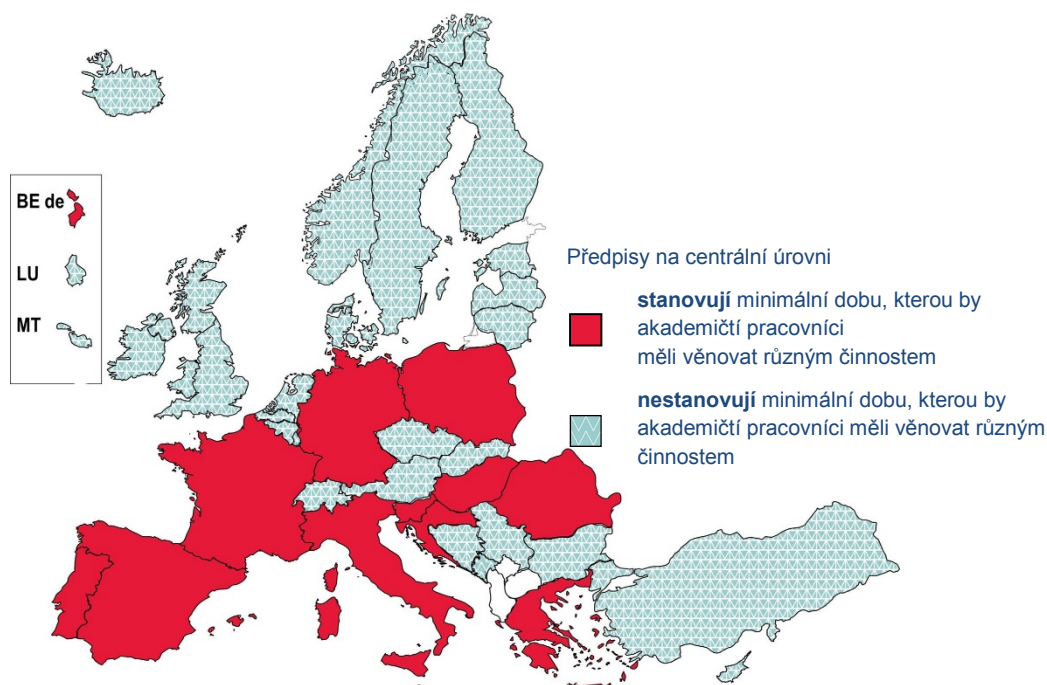 BE de
LU
MT
Předpisy na centrální úrovni
stanovují minimální dobu, kterou by
akademičtí pracovníci
měli věnovat různým činnostem
nestanovují minimální dobu, kterou by
akademičtí pracovníci měli věnovat různým
činnostem